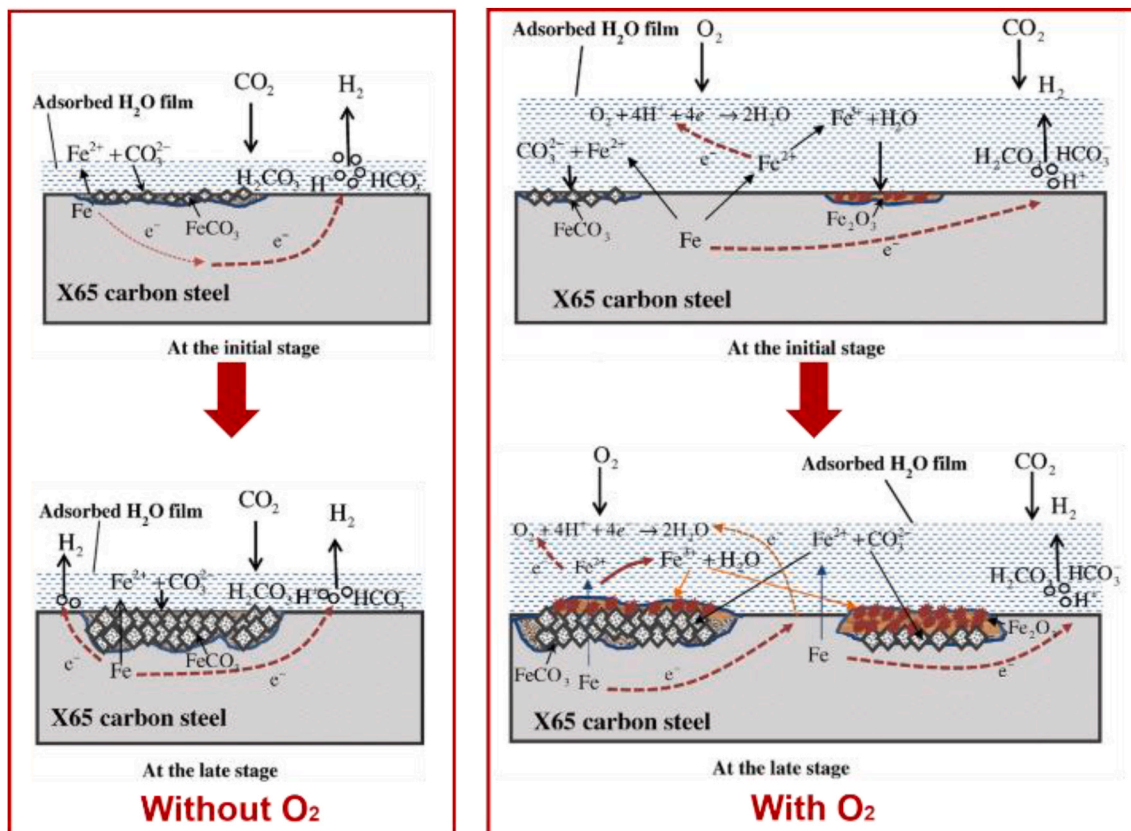 CO₂
H₂
Adsorbed H₂O film
Fe²⁺ + CO₃²⁻
H₂CO₃ H⁺ HCO₃⁻
Fe
FeCO₃
e⁻
e⁻
X65 carbon steel
At the initial stage
H₂
CO₂
H₂
Adsorbed H₂O film
Fe²⁺ + CO₃²⁻
H₂CO₃ H⁺ HCO₃⁻
FeCO₃
Fe
e⁻
e⁻
X65 carbon steel
At the late stage
Without O₂
Adsorbed H₂O film
O₂
CO₂
H₂
O₂ + 4H⁺ + 4e⁻ → 2H₂O
Fe³⁺ + H₂O
CO₃²⁻ + Fe²⁺
e⁻
Fe²⁺
H₂CO₃ HCO₃⁻
H⁺
FeCO₃
Fe
Fe₂O₃
e⁻
X65 carbon steel
At the initial stage
O₂
Adsorbed H₂O film
CO₂
H₂
O₂ + 4H⁺ + 4e⁻ → 2H₂O
e⁻
Fe²⁺ + CO₃²⁻
e⁻
Fe²⁺
Fe³⁺ + H₂O
H₂CO₃ HCO₃⁻
H⁺
Fe₂O₃
FeCO₃
Fe
e⁻
Fe
e⁻
X65 carbon steel
At the late stage
With O₂